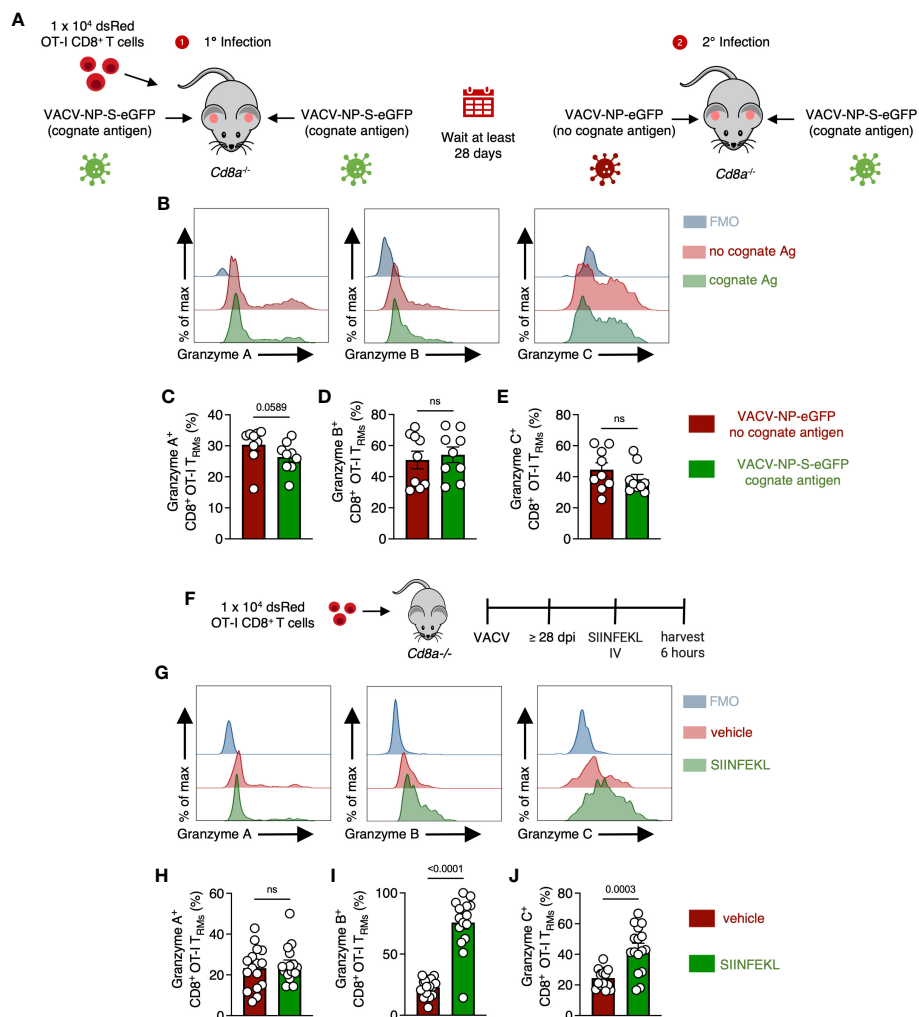 A
1 x 10⁴ dsRed
OT-I CD8⁺ T cells
1
1° Infection
2
2° Infection
VACV-NP-S-eGFP
(cognate antigen)
VACV-NP-S-eGFP
(cognate antigen)
Wait at least
28 days
VACV-NP-eGFP
(no cognate antigen)
VACV-NP-S-eGFP
(cognate antigen)
Cd8a-/-
Cd8a-/-
B
% of max
Granzyme A
% of max
Granzyme B
% of max
Granzyme C
FMO
no cognate Ag
cognate Ag
C
Granzyme A⁺
CD8⁺ OT-I TRMs (%)
40
30
20
10
0
0.0589
D
Granzyme B⁺
CD8⁺ OT-I TRMs (%)
80
60
40
20
0
ns
E
Granzyme C⁺
CD8⁺ OT-I TRMs (%)
80
60
40
20
0
ns
VACV-NP-eGFP
no cognate antigen
VACV-NP-S-eGFP
cognate antigen
F
1 x 10⁴ dsRed
OT-I CD8⁺ T cells
Cd8a-/-
VACV
≥ 28 dpi
SIINFEKL
IV
harvest
6 hours
G
% of max
Granzyme A
% of max
Granzyme B
% of max
Granzyme C
FMO
vehicle
SIINFEKL
H
Granzyme A⁺
CD8⁺ OT-I TRMs (%)
60
40
20
0
ns
I
Granzyme B⁺
CD8⁺ OT-I TRMs (%)
100
50
0
<0.0001
J
Granzyme C⁺
CD8⁺ OT-I TRMs (%)
80
60
40
20
0
0.0003
vehicle
SIINFEKL